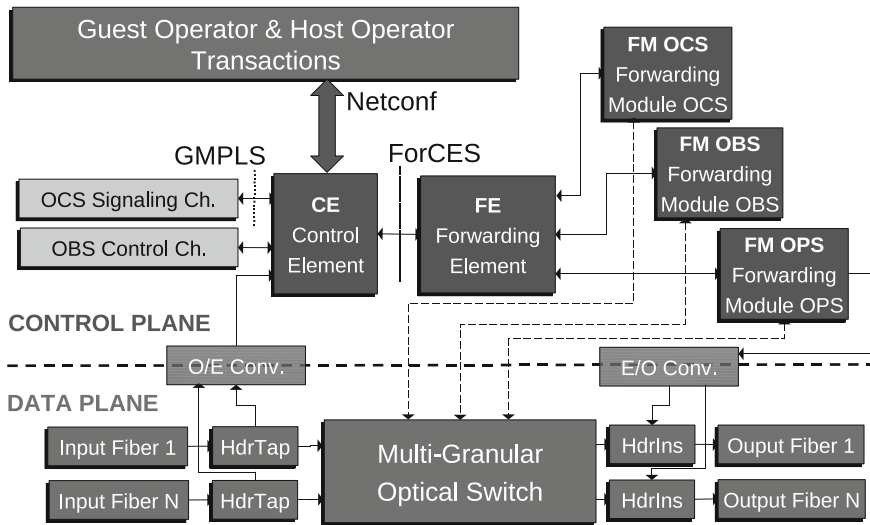 Guest Operator & Host Operator
Transactions
Netconf
GMPLS
ForCES
OCS Signaling Ch.
OBS Control Ch.
CE
Control
Element
FE
Forwarding
Element
FM OCS
Forwarding
Module OCS
FM OBS
Forwarding
Module OBS
FM OPS
Forwarding
Module OPS
CONTROL PLANE
O/E Conv.
E/O Conv.
DATA PLANE
Input Fiber 1
HdrTap
Multi-Granular
Optical Switch
HdrIns
Ouput Fiber 1
Input Fiber N
HdrTap
HdrIns
Output Fiber N